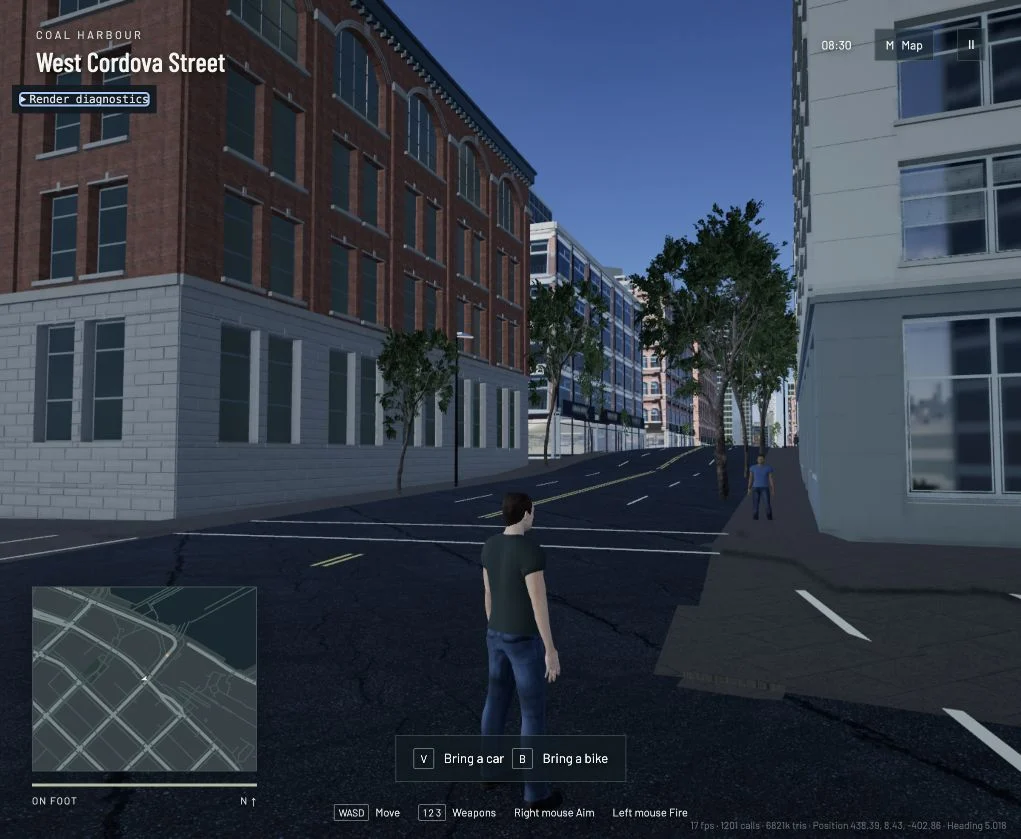 COAL HARBOUR
West Cordova Street
Render diagnostics
08:30
M Map
II
V Bring a car B Bring a bike
ON FOOT
N ↑
WASD Move 1 2 3 Weapons Right mouse Aim Left mouse Fire
17 fps · 1201 calls · 6821k tris · Position 438.39, 8.43, -402.86 · Heading 5.018